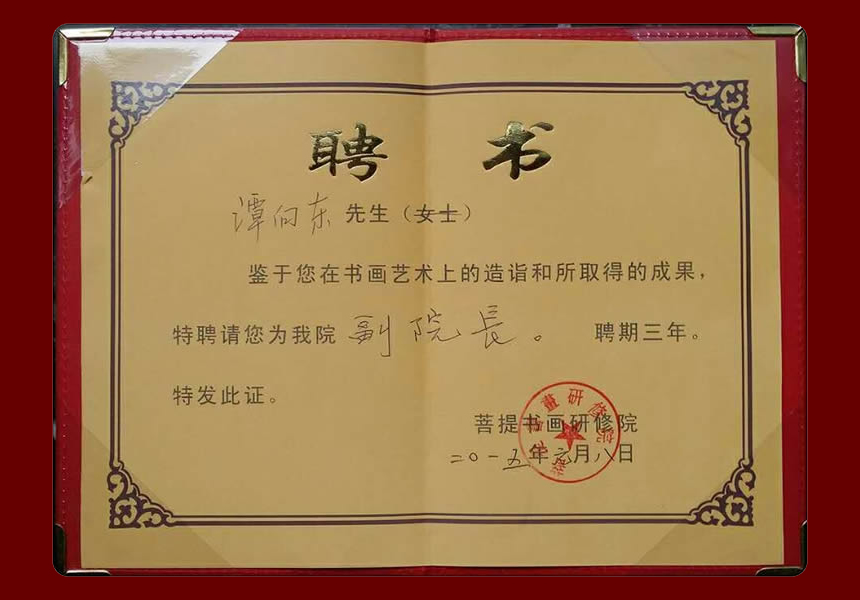 聘 书
谭向东 先生（女士）
鉴于您在书画艺术上的造诣和所取得的成果，
特聘请您为我院 副院長。 聘期三年。
特发此证。
菩提书画研修院
二〇一五年六月八日